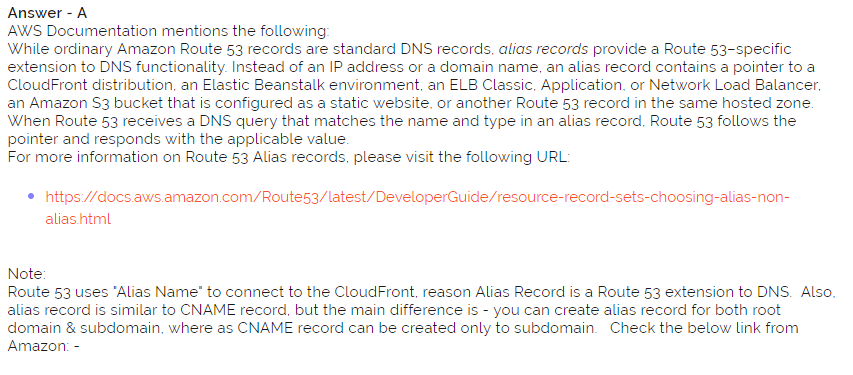 Answer - A
AWS Documentation mentions the following:
While ordinary Amazon Route 53 records are standard DNS records, alias records provide a Route 53–specific
extension to DNS functionality. Instead of an IP address or a domain name, an alias record contains a pointer to a
CloudFront distribution, an Elastic Beanstalk environment, an ELB Classic, Application, or Network Load Balancer,
an Amazon S3 bucket that is configured as a static website, or another Route 53 record in the same hosted zone.
When Route 53 receives a DNS query that matches the name and type in an alias record, Route 53 follows the
pointer and responds with the applicable value.
For more information on Route 53 Alias records, please visit the following URL:
https://docs.aws.amazon.com/Route53/latest/DeveloperGuide/resource-record-sets-choosing-alias-non-
alias.html
Note:
Route 53 uses "Alias Name" to connect to the CloudFront, reason Alias Record is a Route 53 extension to DNS. Also,
alias record is similar to CNAME record, but the main difference is - you can create alias record for both root
domain & subdomain, where as CNAME record can be created only to subdomain. Check the below link from
Amazon: -